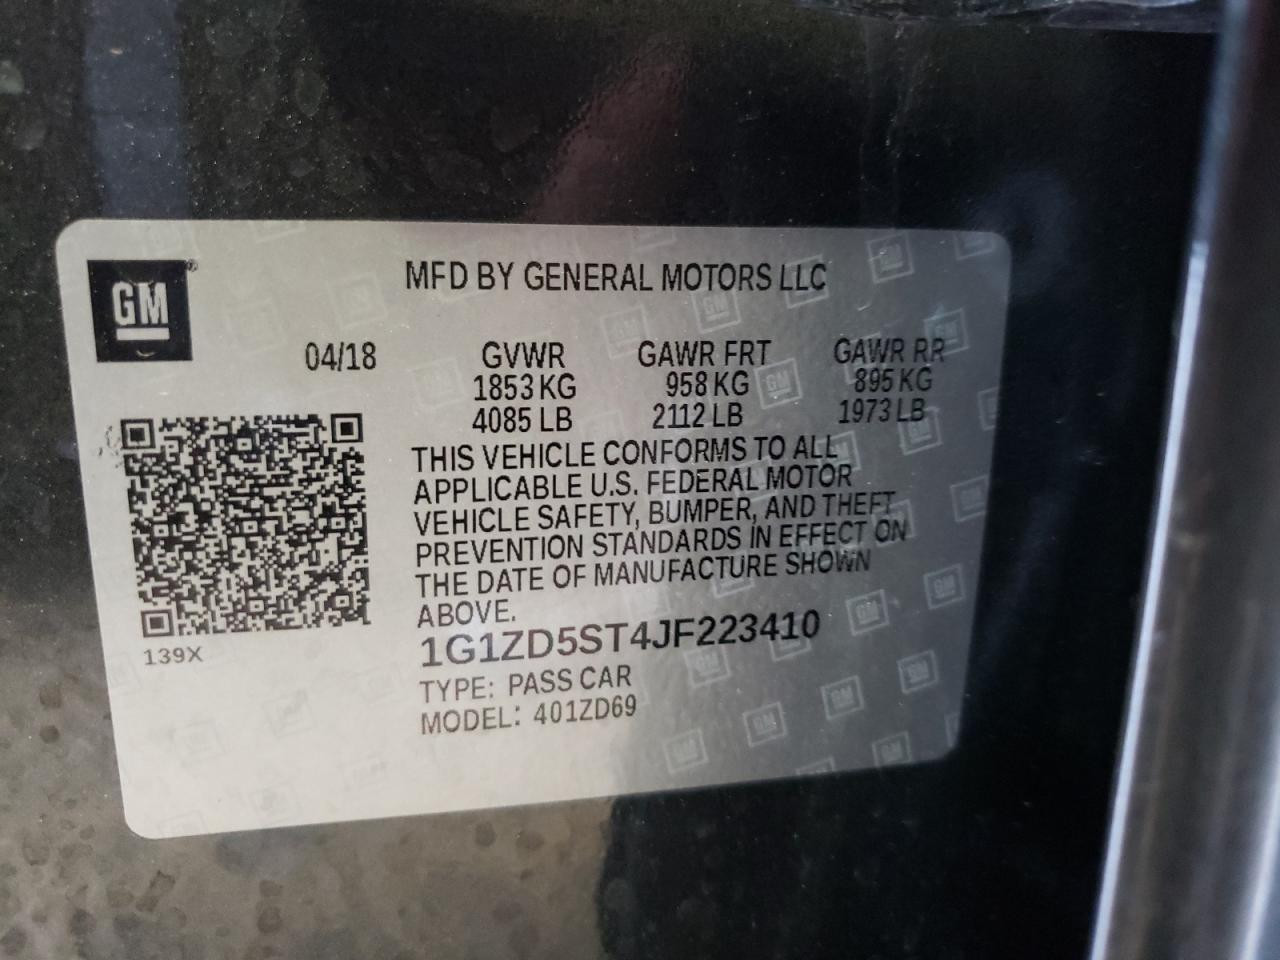 GM
MFD BY GENERAL MOTORS LLC
04/18 GVWR GAWR FRT GAWR RR
1853 KG 958 KG 895 KG
4085 LB 2112 LB 1973 LB
THIS VEHICLE CONFORMS TO ALL
APPLICABLE U.S. FEDERAL MOTOR
VEHICLE SAFETY, BUMPER, AND THEFT
PREVENTION STANDARDS IN EFFECT ON
THE DATE OF MANUFACTURE SHOWN
ABOVE.
139X
1G1ZD5ST4JF223410
TYPE: PASS CAR
MODEL: 401ZD69